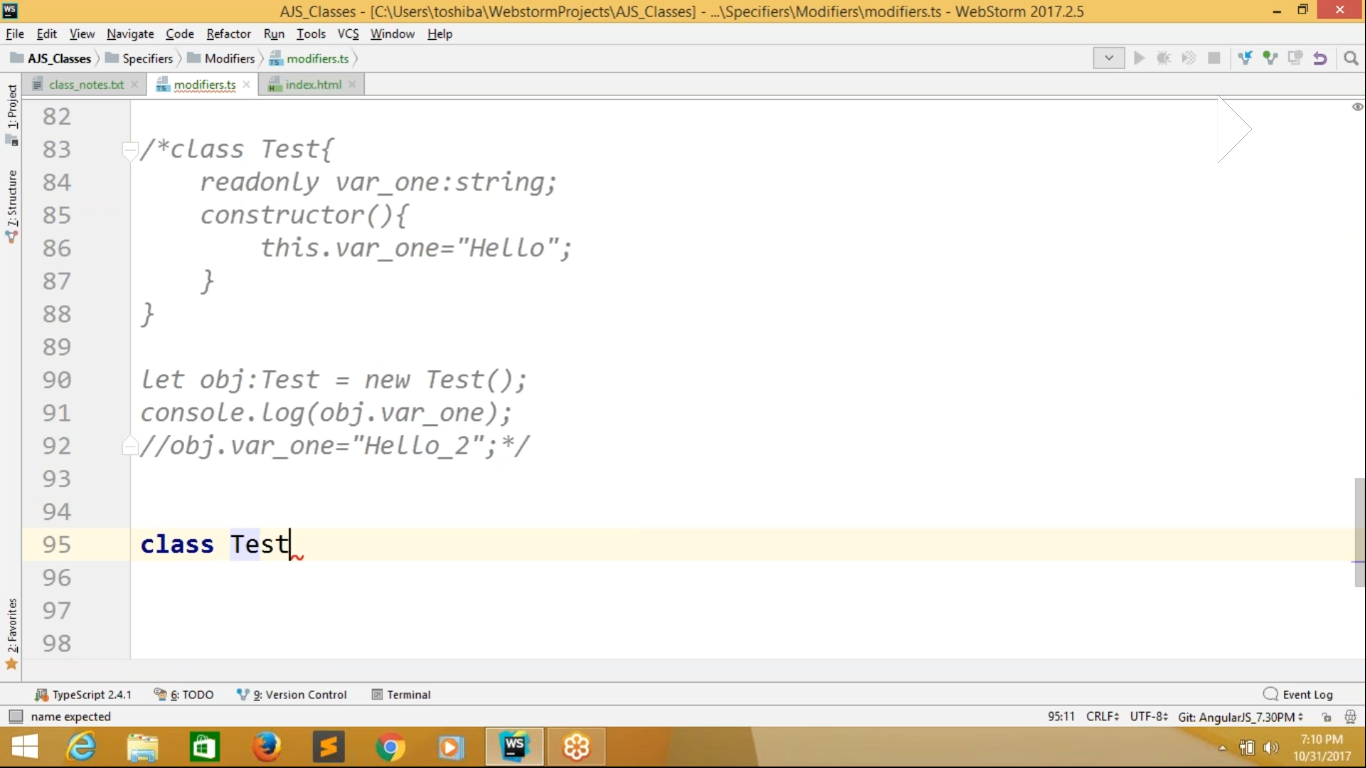 WS
AJS_Classes - [C:\Users\toshiba\WebstormProjects\AJS_Classes] - ...\Specifiers\Modifiers\modifiers.ts - WebStorm 2017.2.5
File Edit View Navigate Code Refactor Run Tools VCS Window Help
AJS_Classes Specifiers Modifiers modifiers.ts
class_notes.txt modifiers.ts index.html
1: Project
7: Structure
2: Favorites
82
83 /*class Test{
84 readonly var_one:string;
85 constructor(){
86 this.var_one="Hello";
87 }
88 }
89
90 let obj:Test = new Test();
91 console.log(obj.var_one);
92 //obj.var_one="Hello_2";*/
93
94
95 class Test
96
97
98
TypeScript 2.4.1 6: TODO 9: Version Control Terminal Event Log
name expected 95:11 CRLF UTF-8 Git: AngularJS_7.30PM
WS
7:10 PM
10/31/2017